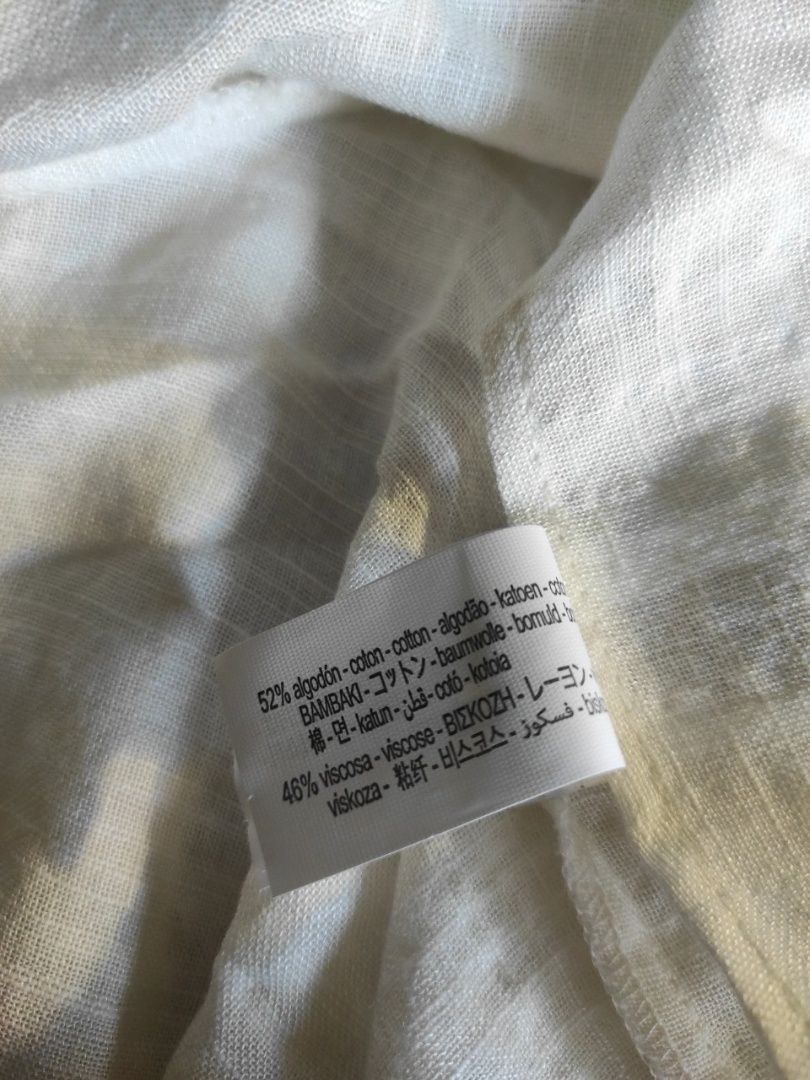 52% algodón - coton - cotton - algodão - katoen -
BAMBAKI - コットン - baumwolle - bomuld -
棉 - 면 - katun - قطن - cotó - kotoia
46% viscosa - viscose - ΒΙΣΚΟΖΗ - レーヨン -
viskoza - 粘纤 - 비스코스 - فسكوز -